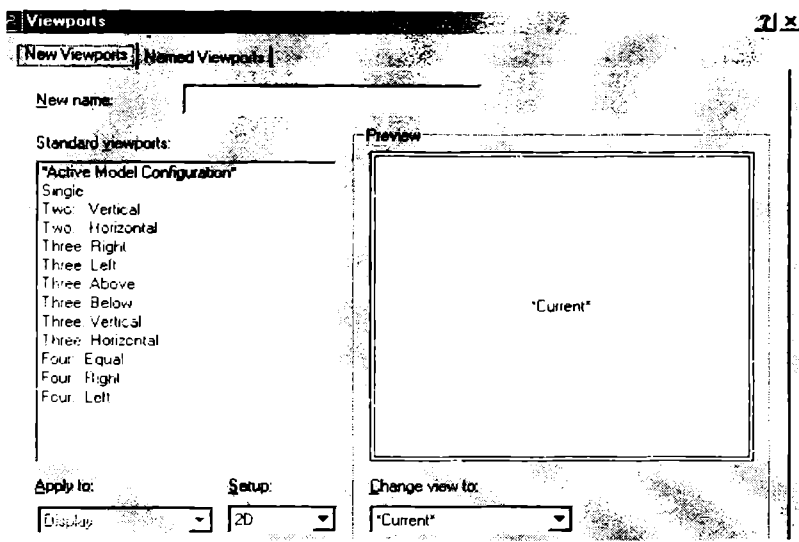 Viewports
New Viewports Named Viewports
New name:
Standard viewports:
*Active Model Configuration*
Single
Two: Vertical
Two: Horizontal
Three: Right
Three: Left
Three: Above
Three: Below
Three: Vertical
Three: Horizontal
Four: Equal
Four: Right
Four: Left
Preview
*Current*
Apply to:
Display
Setup:
2D
Change view to:
*Current*